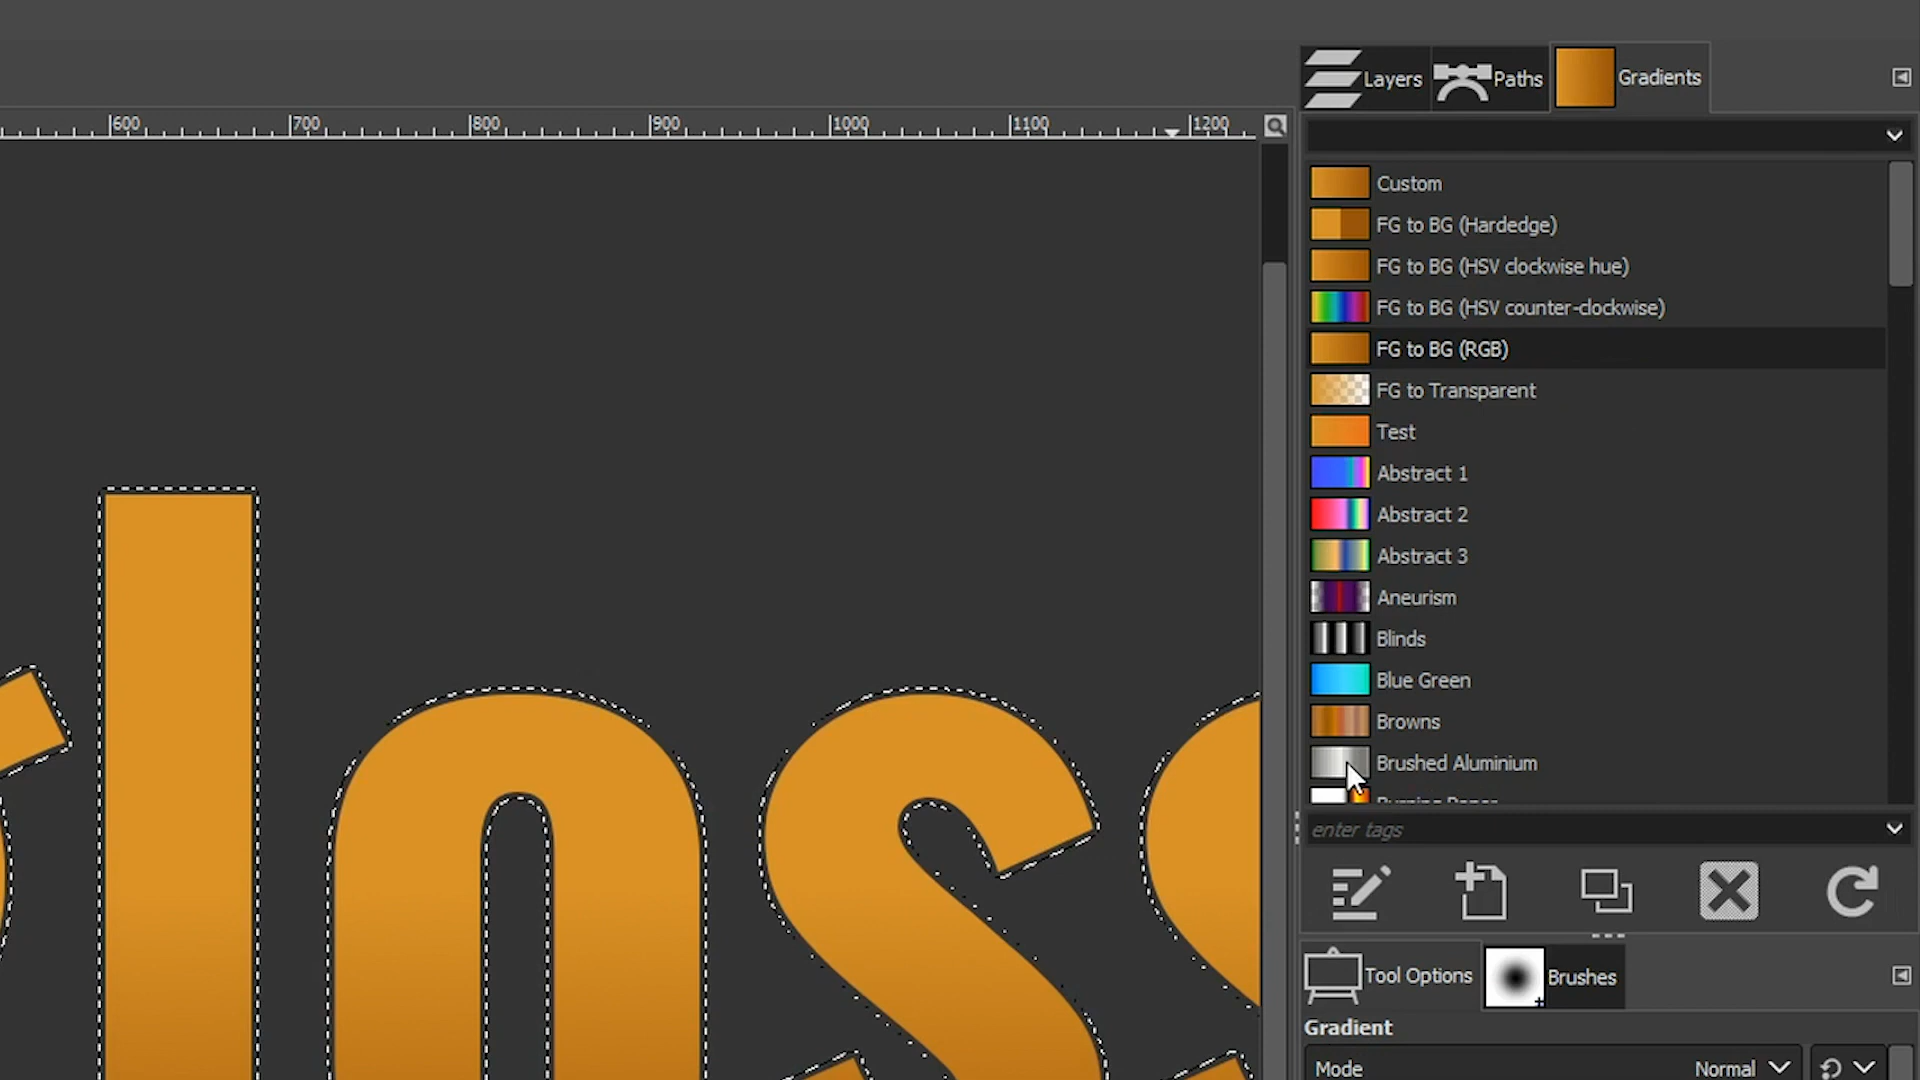 Layers Paths Gradients
600 700 800 900 1000 1100 1200
Custom
FG to BG (Hardedge)
FG to BG (HSV clockwise hue)
FG to BG (HSV counter-clockwise)
FG to BG (RGB)
FG to Transparent
Test
Abstract 1
Abstract 2
Abstract 3
Aneurism
Blinds
Blue Green
Browns
Brushed Aluminium
enter tags
loss
Tool Options Brushes
Gradient
Mode Normal